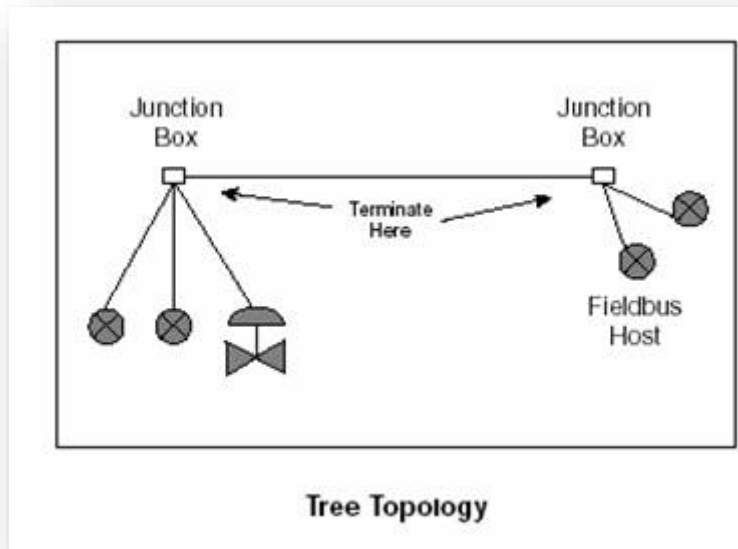 Junction
Box
Junction
Box
Terminate
Here
Fieldbus
Host
Tree Topology